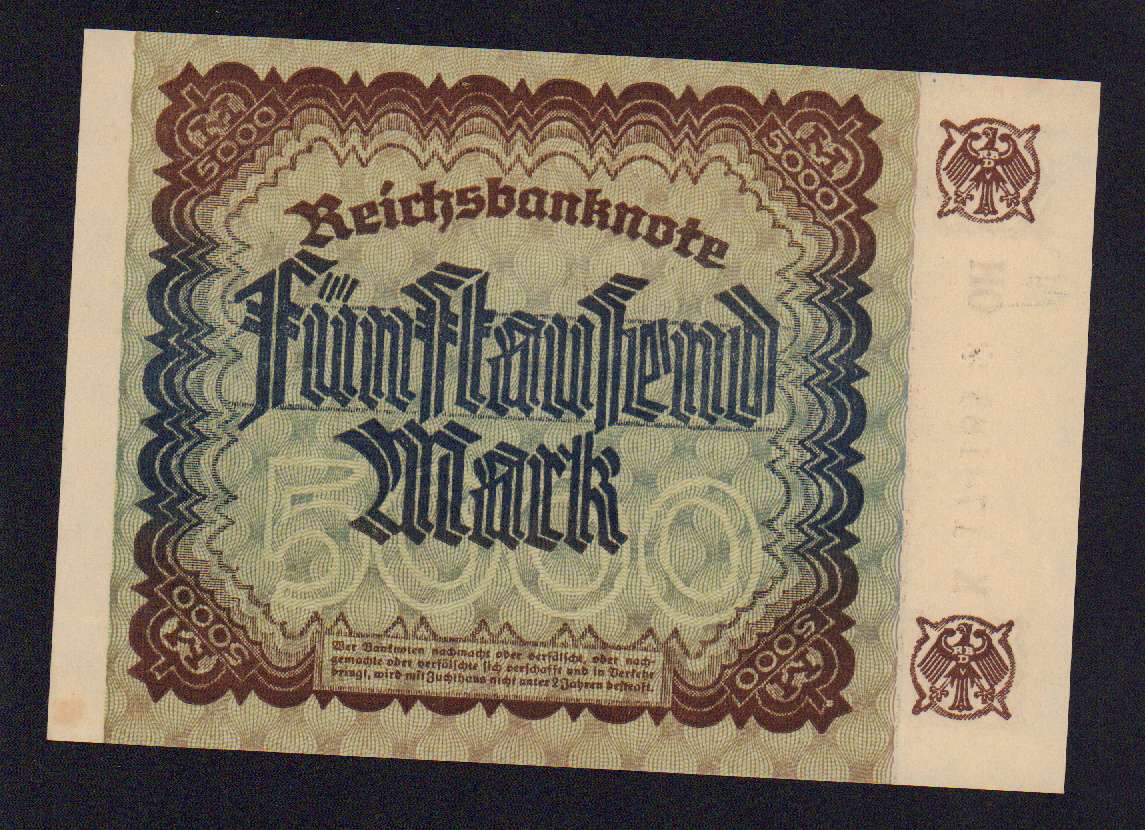 M
5000
M
5000
Reichsbanknote
Fünftausend
Mark
5000
M
5000
M
5000
Wer Banknoten nachmacht oder verfälscht, oder nach-
gemachte oder verfälschte sich verschafft und in Verkehr
bringt, wird mit Zuchthaus nicht unter 2 Jahren bestraft.